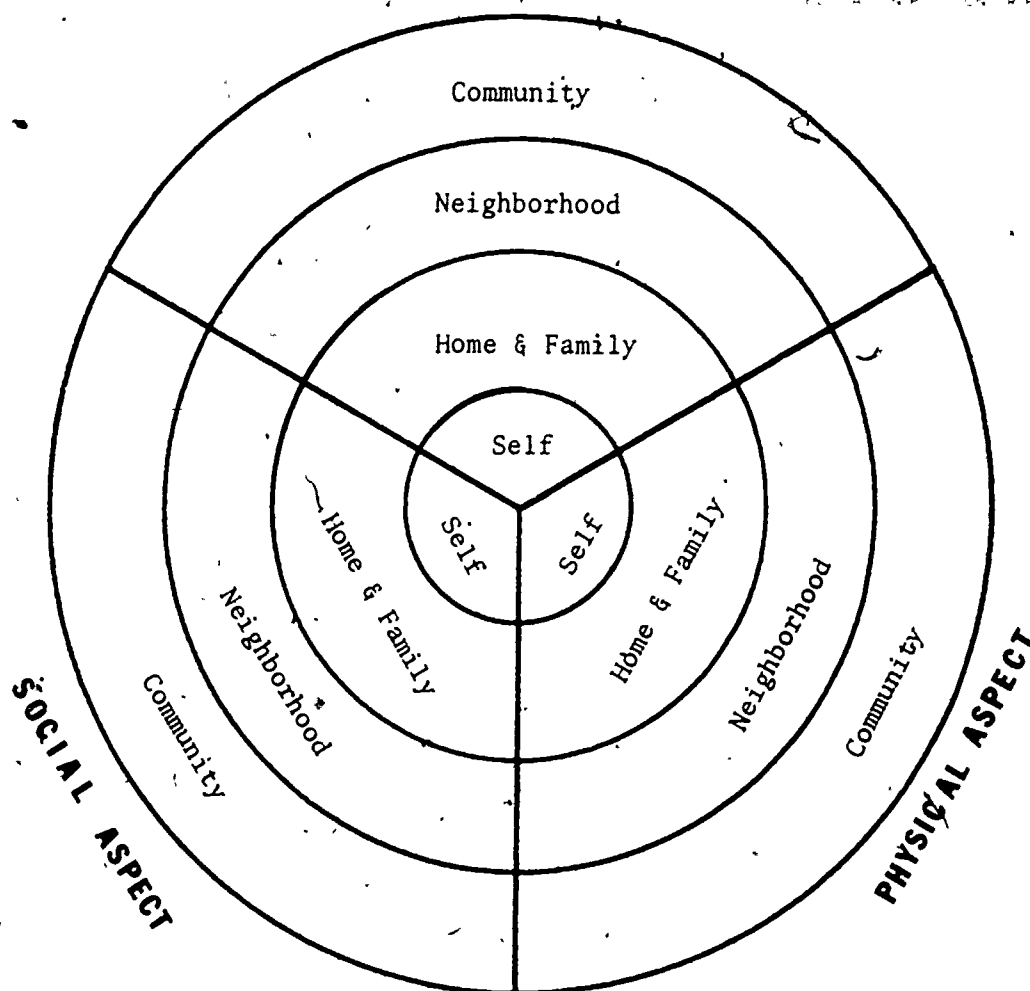 Community
Neighborhood
Home & Family
Self
Self
Self
Home & Family
Home & Family
Neighborhood
Neighborhood
Community
Community
SOCIAL ASPECT
PHYSICAL ASPECT